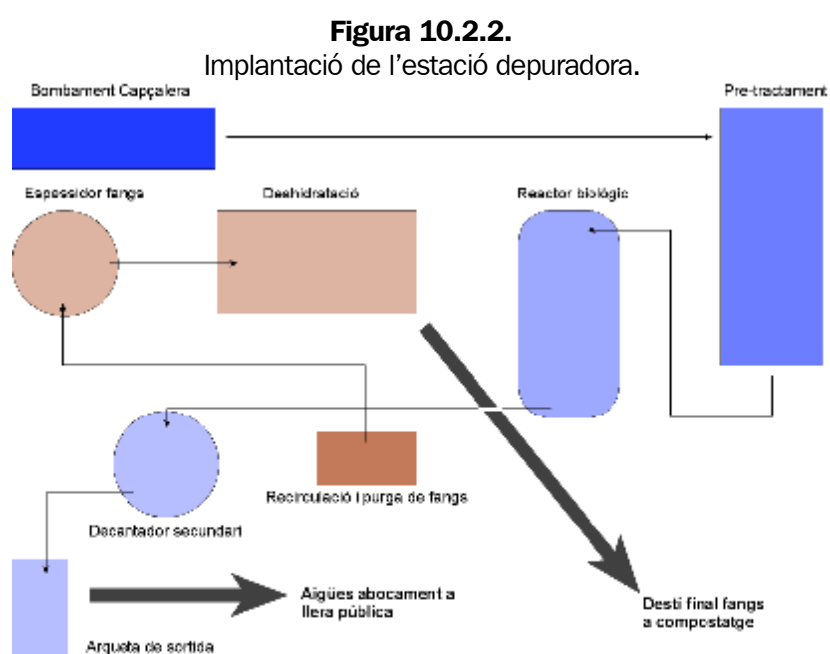 Figura 10.2.2.
Implantació de l'estació depuradora.
Bombament Capçalera
Pre-tractament
Espessidor fangs
Deshidratació
Reactor biològic
Recirculació i purga de fangs
Decantador secundari
Aigües abocament a
llera pública
Destí final fangs
a compostatge
Arqueta de sortida